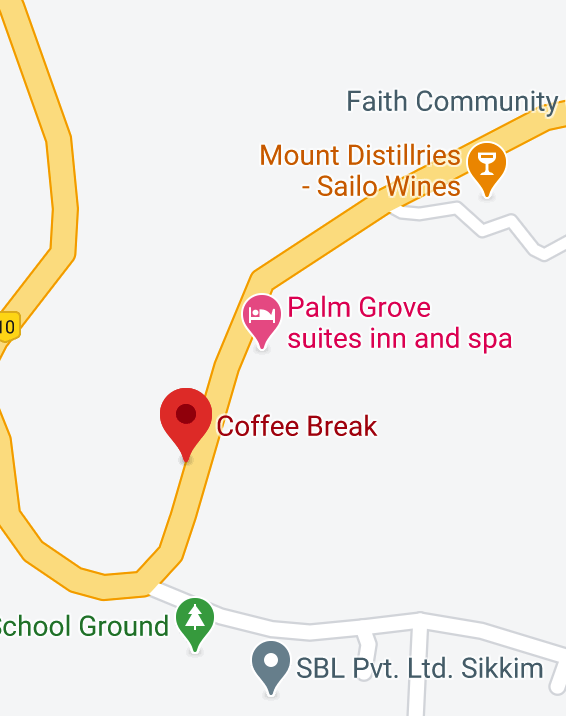 Faith Community
Mount Distillries
- Sailo Wines
10
Palm Grove
suites inn and spa
Coffee Break
School Ground
SBL Pvt. Ltd. Sikkim